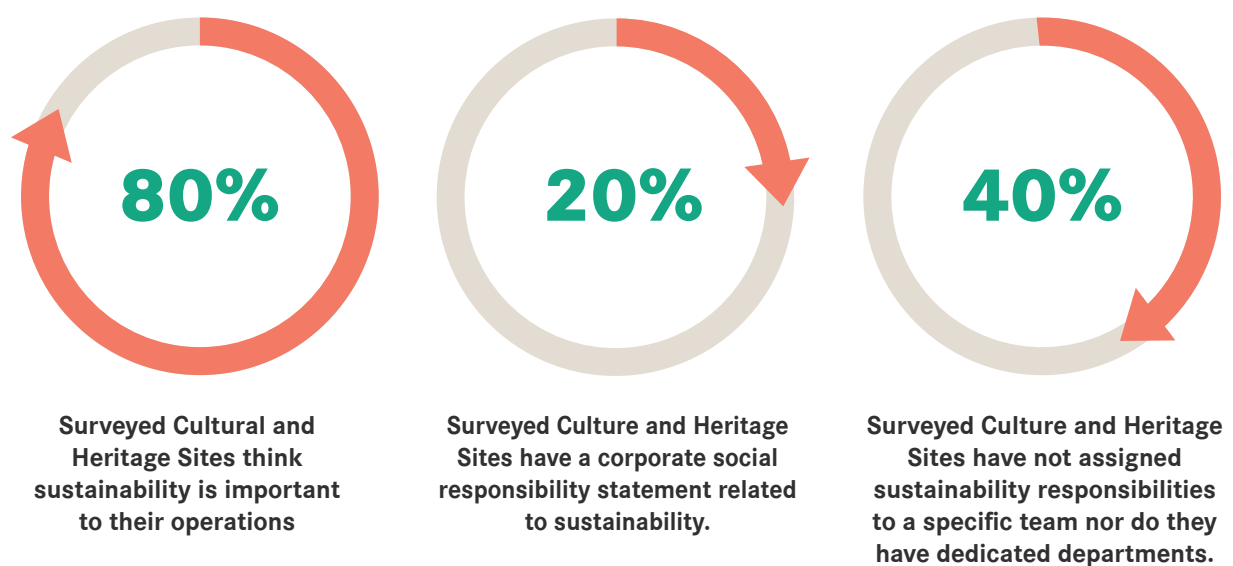 80%
20%
40%
Surveyed Cultural and
Heritage Sites think
sustainability is important
to their operations
Surveyed Culture and Heritage
Sites have a corporate social
responsibility statement related
to sustainability.
Surveyed Culture and Heritage
Sites have not assigned
sustainability responsibilities
to a specific team nor do they
have dedicated departments.